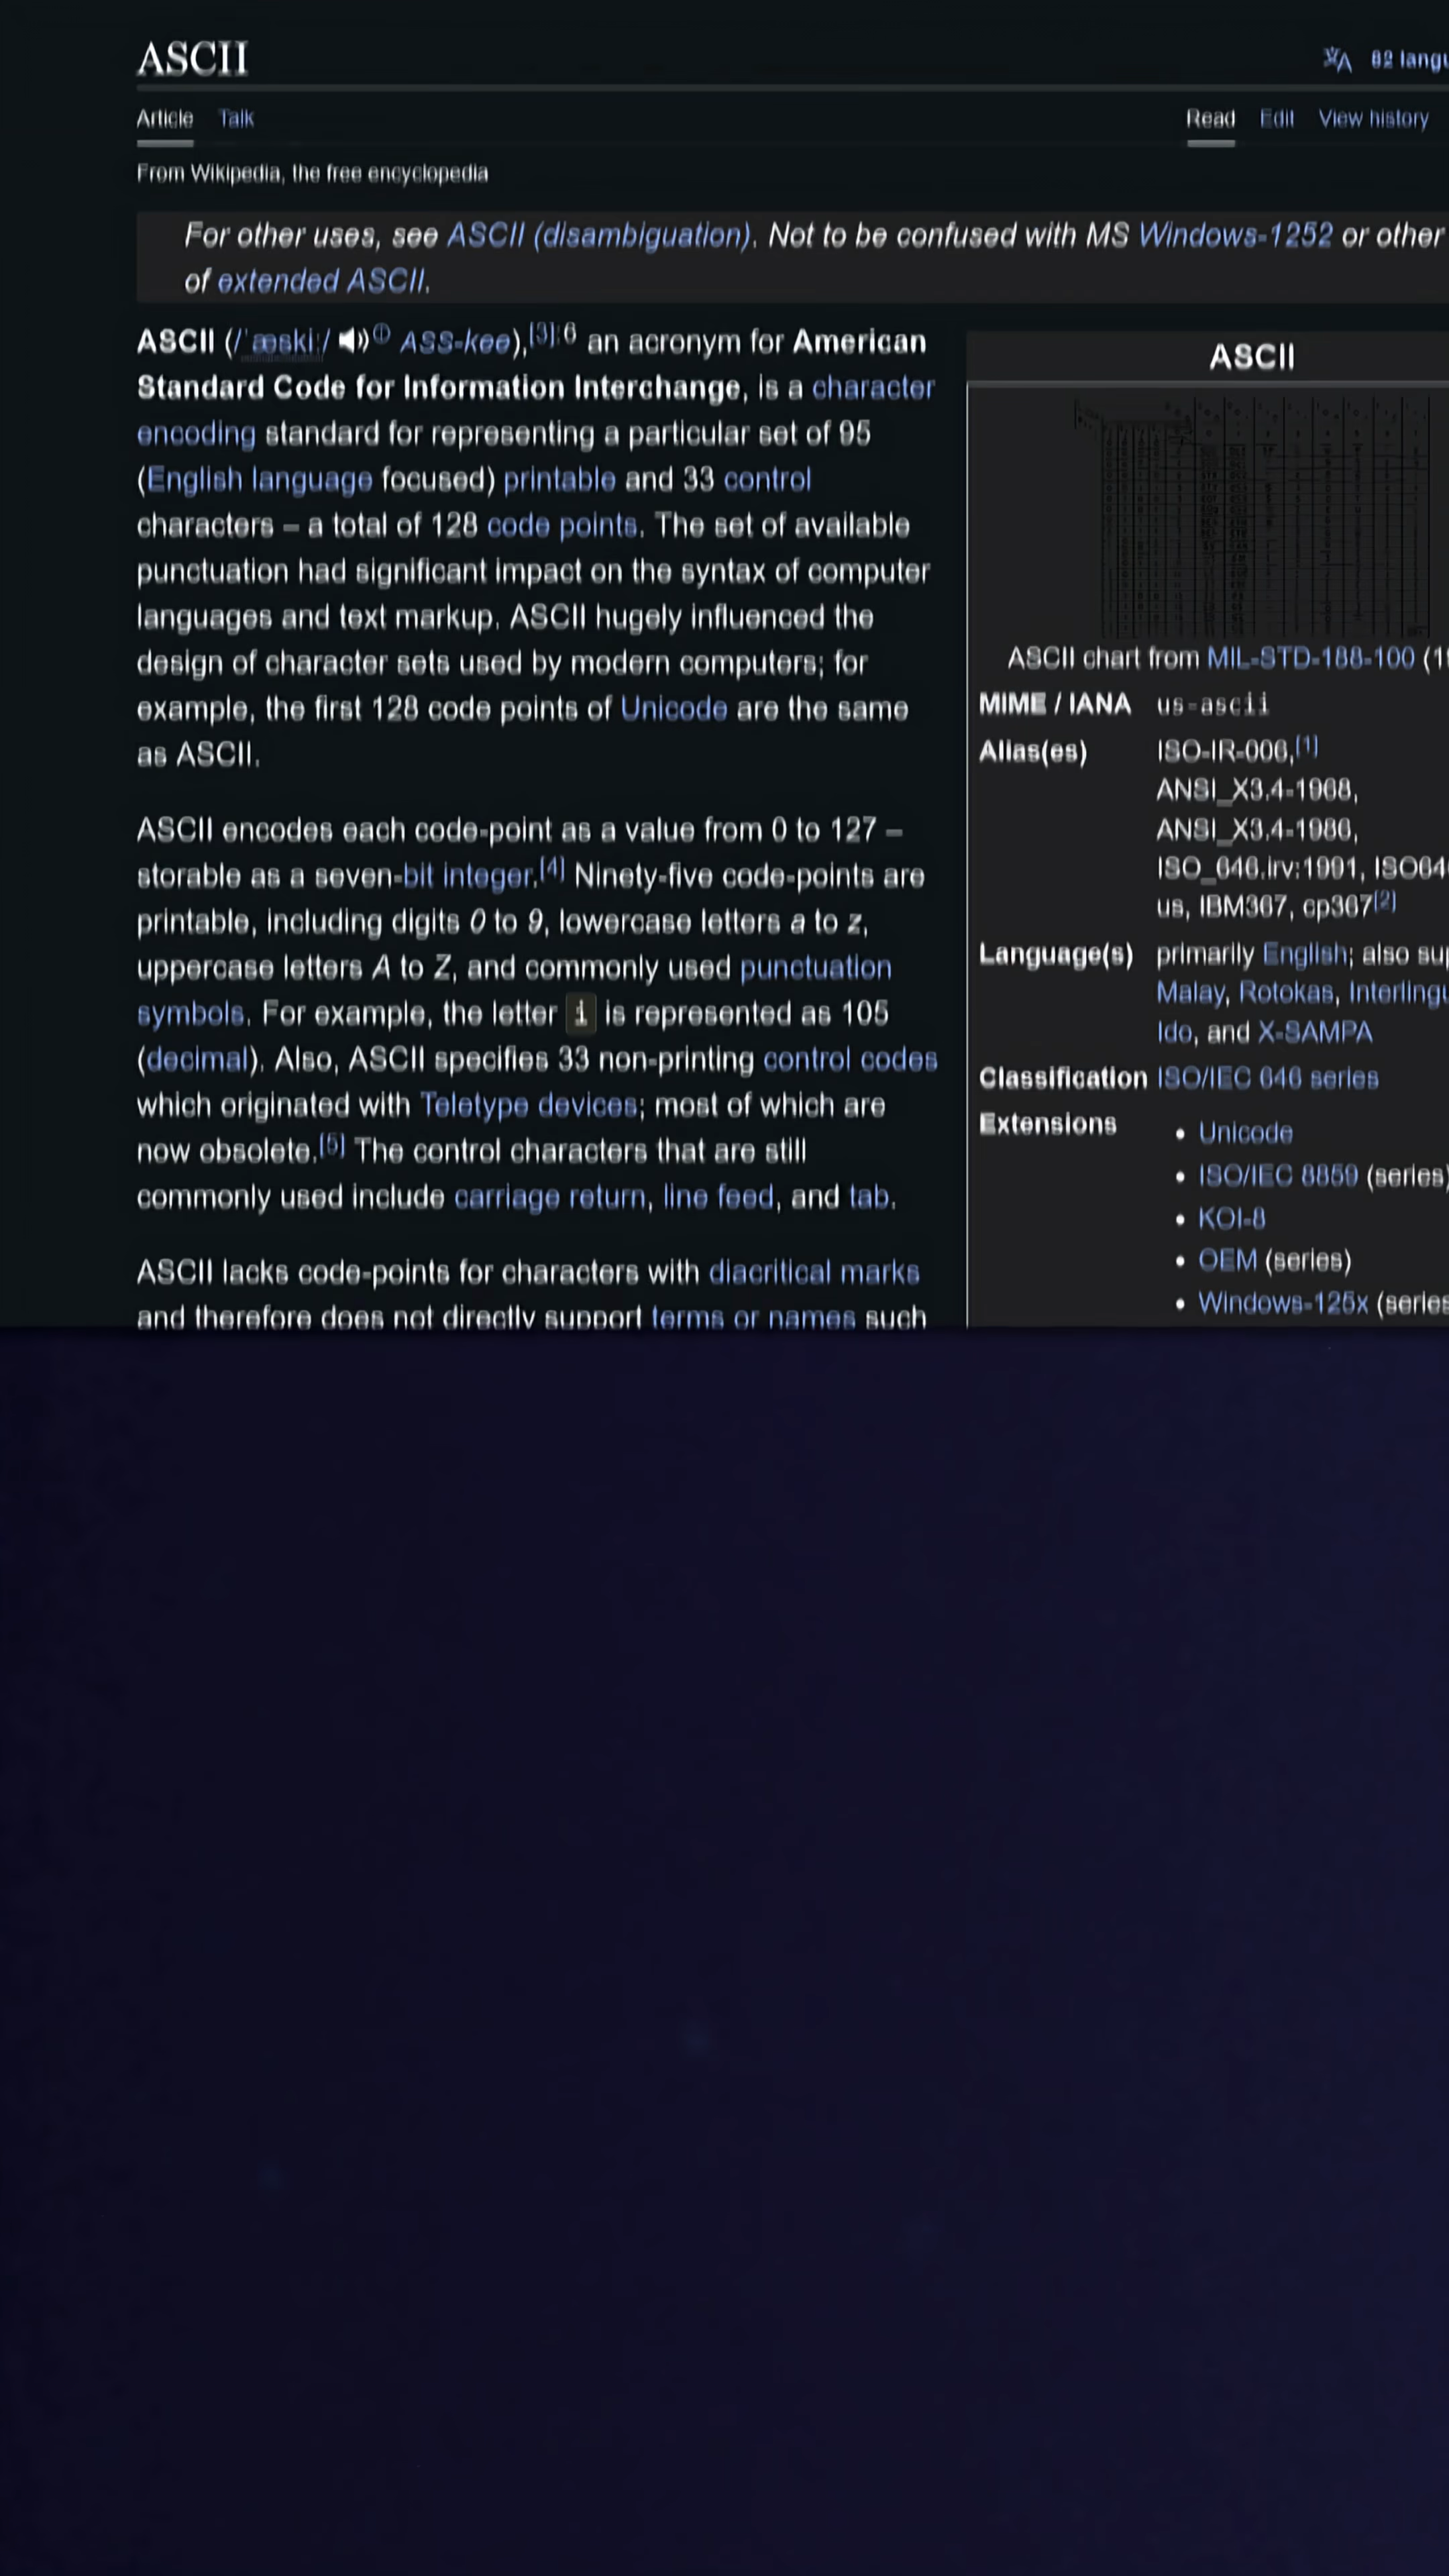 ASCII
82 langu
Article Talk
Read Edit View history
From Wikipedia, the free encyclopedia
For other uses, see ASCII (disambiguation). Not to be confused with MS Windows-1252 or other
of extended ASCII.
ASCII (/ˈæskiː/ ASS-kee),[3]:6 an acronym for American
Standard Code for Information Interchange, is a character
encoding standard for representing a particular set of 95
(English language focused) printable and 33 control
characters – a total of 128 code points. The set of available
punctuation had significant impact on the syntax of computer
languages and text markup. ASCII hugely influenced the
design of character sets used by modern computers; for
example, the first 128 code points of Unicode are the same
as ASCII.
ASCII encodes each code-point as a value from 0 to 127 –
storable as a seven-bit integer.[4] Ninety-five code-points are
printable, including digits 0 to 9, lowercase letters a to z,
uppercase letters A to Z, and commonly used punctuation
symbols. For example, the letter i is represented as 105
(decimal). Also, ASCII specifies 33 non-printing control codes
which originated with Teletype devices; most of which are
now obsolete.[5] The control characters that are still
commonly used include carriage return, line feed, and tab.
ASCII lacks code-points for characters with diacritical marks
and therefore does not directly support terms or names such
ASCII
ASCII chart from MIL-STD-188-100 (1
MIME / IANA us-ascii
Alias(es) ISO-IR-006,[1]
ANSI_X3.4-1968,
ANSI_X3.4-1986,
ISO_646.irv:1991, ISO64
us, IBM367, cp367[2]
Language(s) primarily English; also su
Malay, Rotokas, Interlingu
Ido, and X-SAMPA
Classification ISO/IEC 646 series
Extensions
• Unicode
• ISO/IEC 8859 (series)
• KOI-8
• OEM (series)
• Windows-125x (series